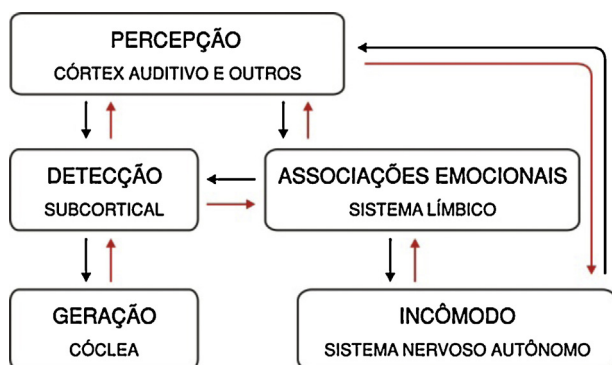 PERCEPÇÃO
CÓRTEX AUDITIVO E OUTROS
DETECÇÃO
SUBCORTICAL
ASSOCIAÇÕES EMOCIONAIS
SISTEMA LÍMBICO
GERAÇÃO
CÓCLEA
INCÔMODO
SISTEMA NERVOSO AUTÔNOMO